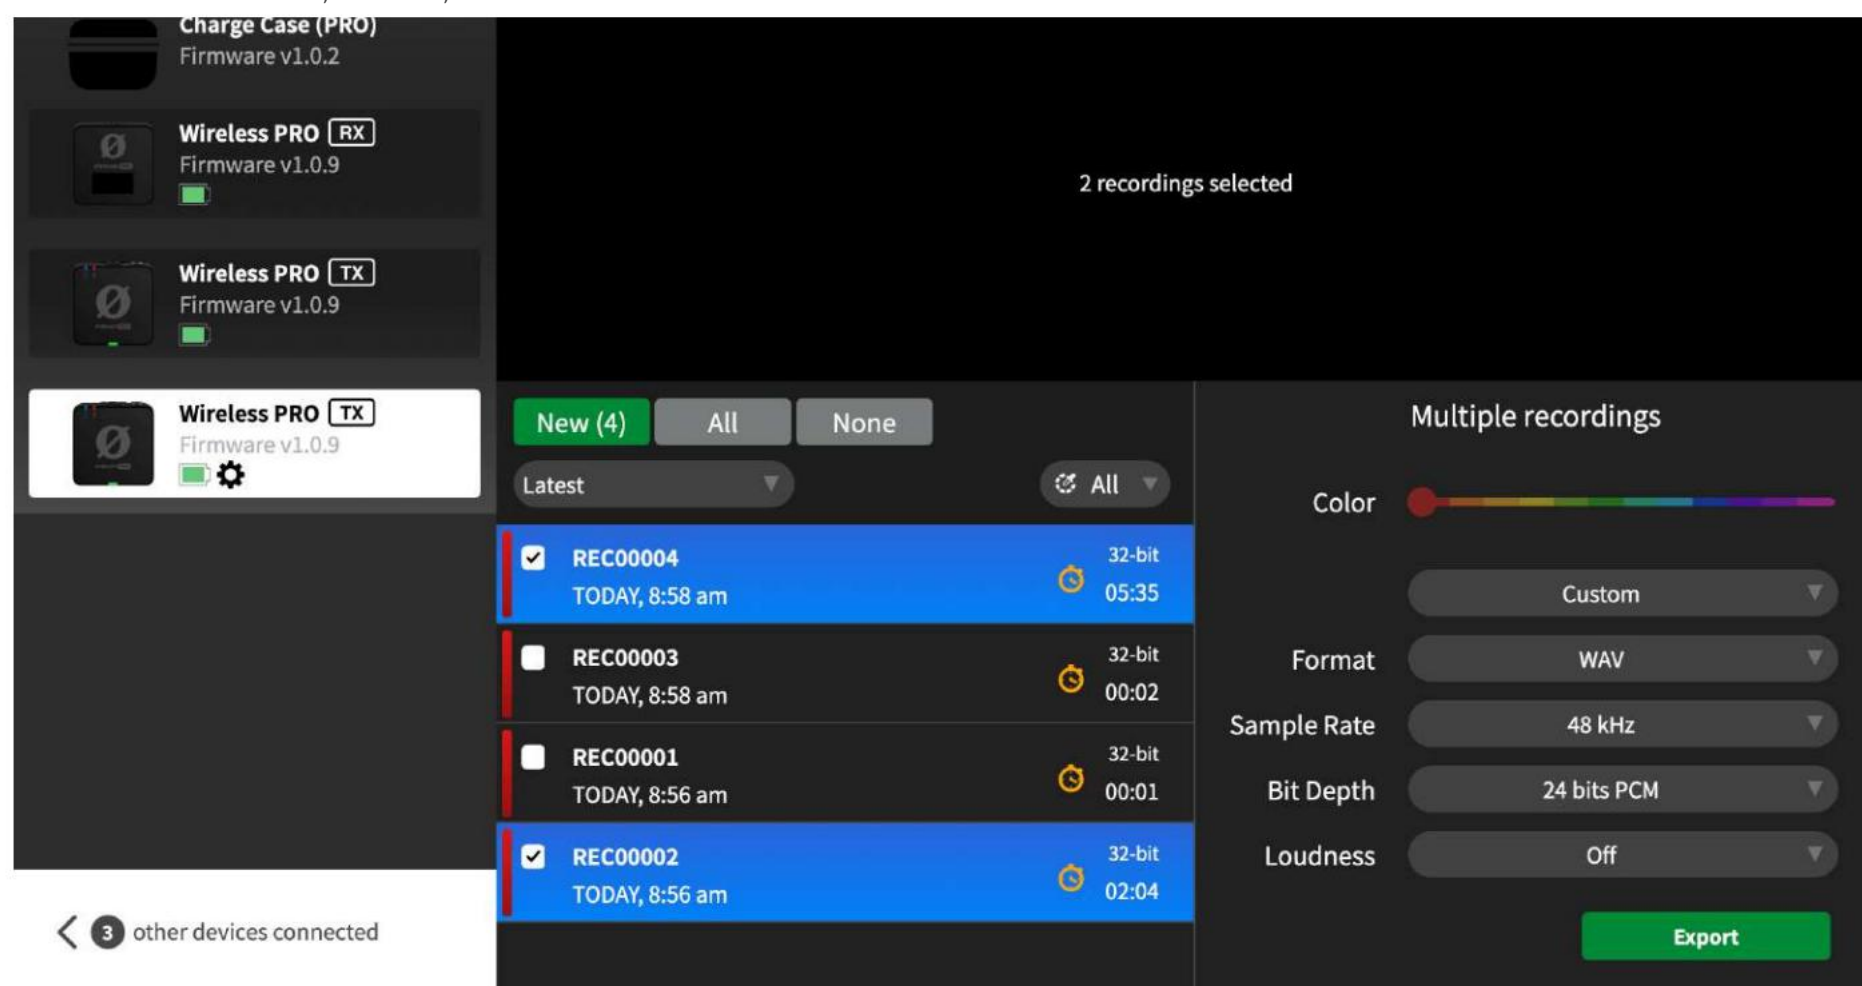 Charge Case (PRO)
Firmware v1.0.2
Wireless PRO RX
Firmware v1.0.9
Wireless PRO TX
Firmware v1.0.9
Wireless PRO TX
Firmware v1.0.9
3 other devices connected
2 recordings selected
New (4) All None
Latest All
REC00004 32-bit
TODAY, 8:58 am 05:35
REC00003 32-bit
TODAY, 8:58 am 00:02
REC00001 32-bit
TODAY, 8:56 am 00:01
REC00002 32-bit
TODAY, 8:56 am 02:04
Multiple recordings
Color
Custom
Format WAV
Sample Rate 48 kHz
Bit Depth 24 bits PCM
Loudness Off
Export